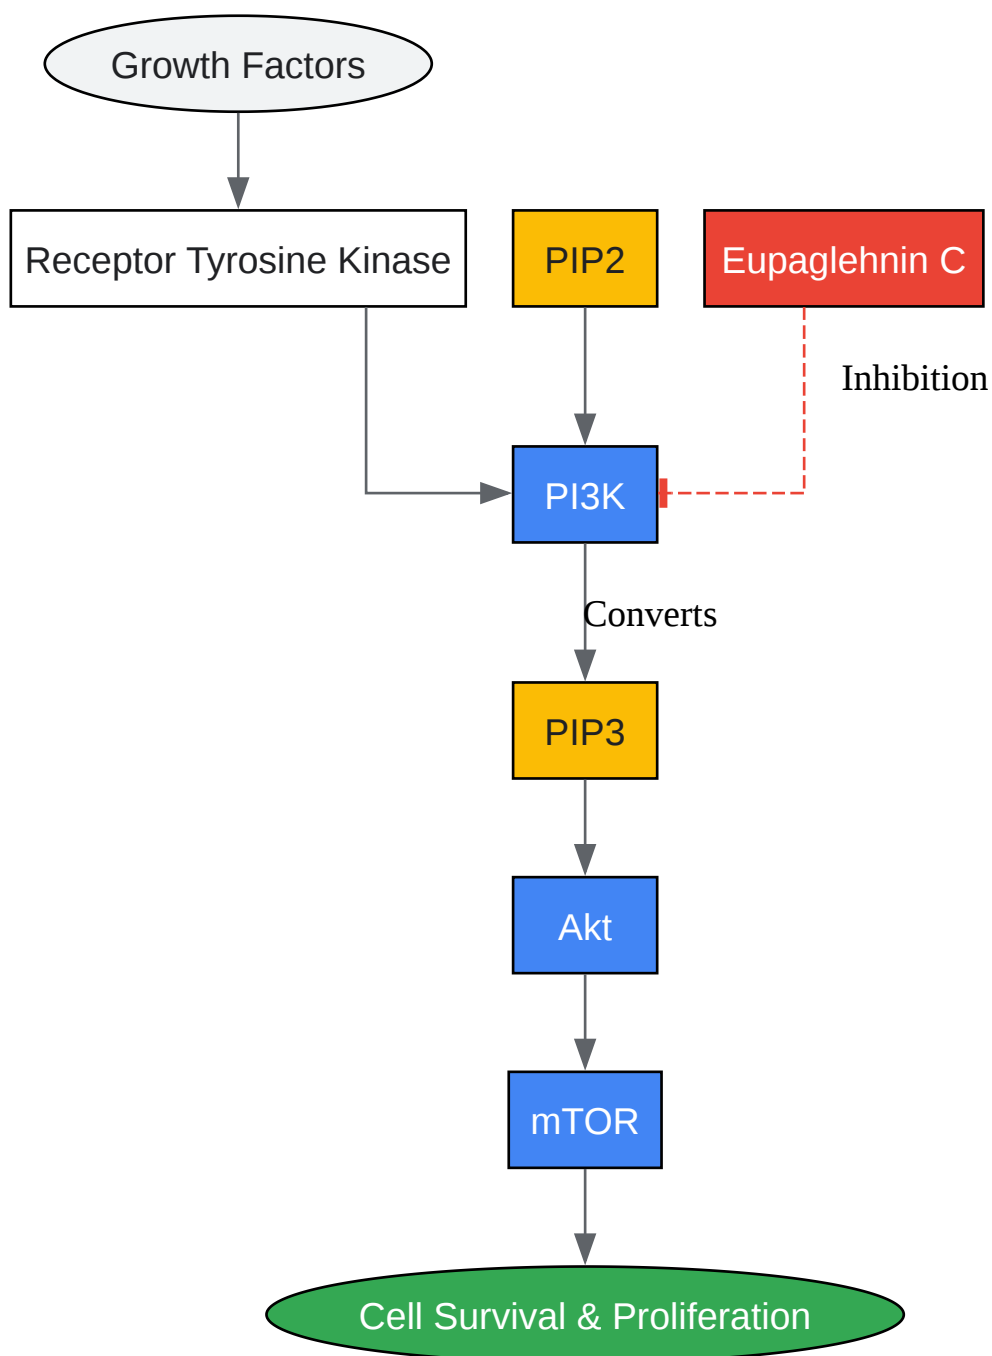 Growth Factors
Receptor Tyrosine Kinase
PIP2
Eupaglehnin C
Inhibition
PI3K
Converts
PIP3
Akt
mTOR
Cell Survival & Proliferation